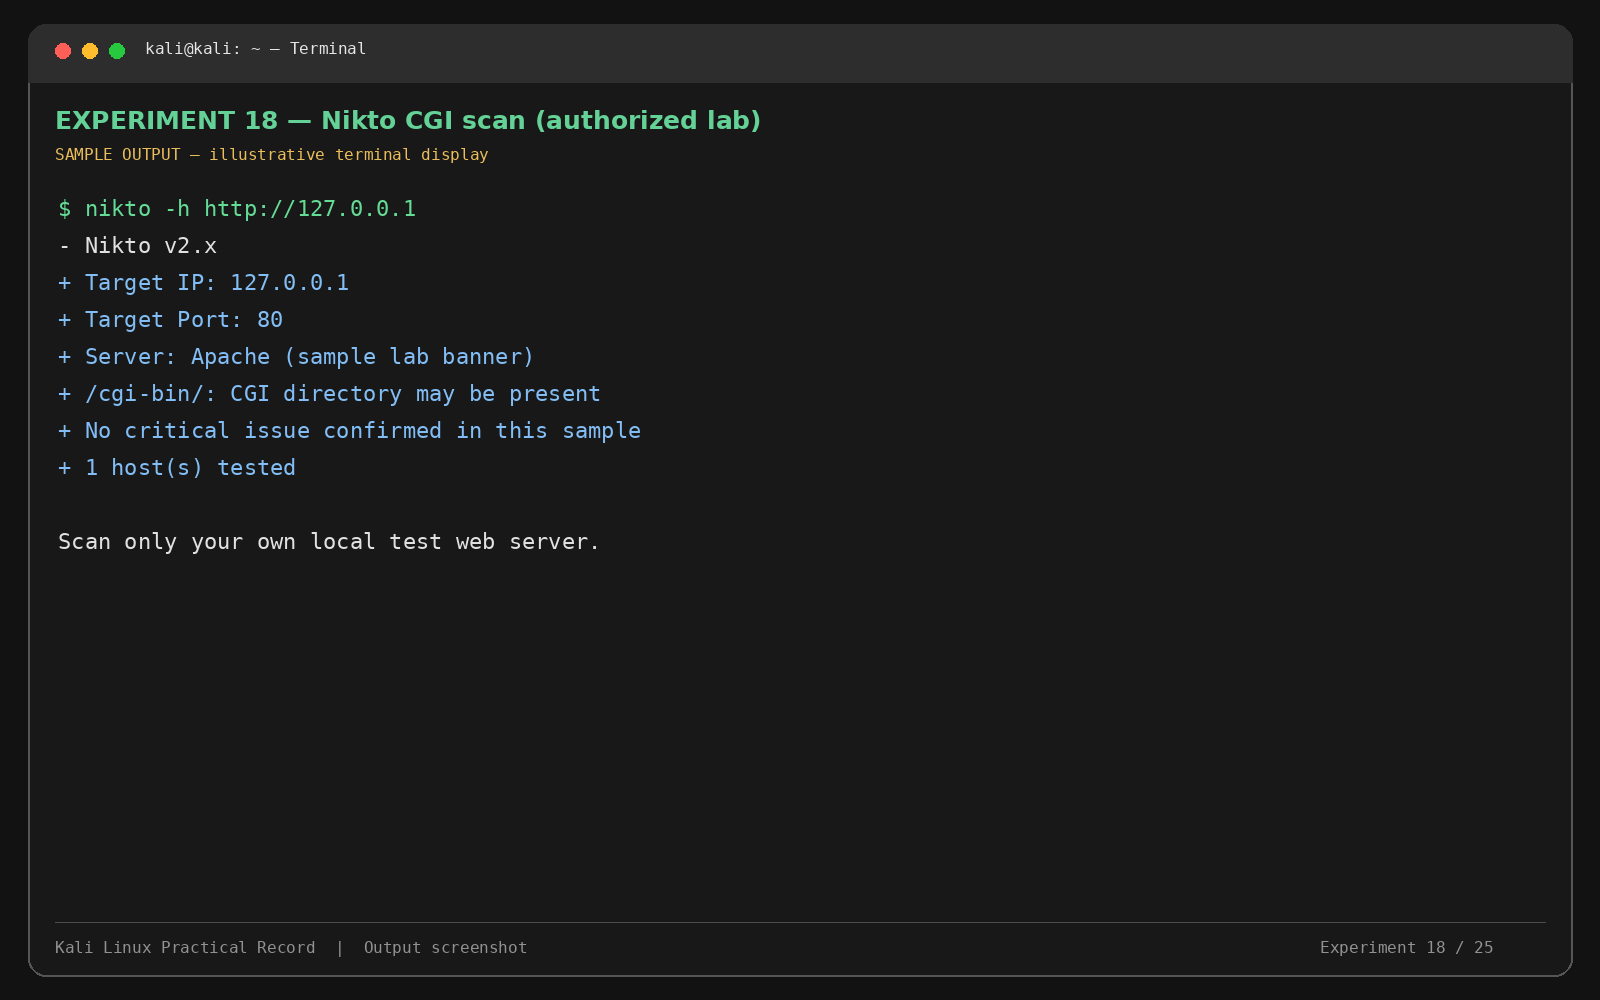 kali@kali: ~ — Terminal
EXPERIMENT 18 — Nikto CGI scan (authorized lab)
SAMPLE OUTPUT — illustrative terminal display
$ nikto -h http://127.0.0.1
- Nikto v2.x
+ Target IP: 127.0.0.1
+ Target Port: 80
+ Server: Apache (sample lab banner)
+ /cgi-bin/: CGI directory may be present
+ No critical issue confirmed in this sample
+ 1 host(s) tested
Scan only your own local test web server.
Kali Linux Practical Record | Output screenshot
Experiment 18 / 25